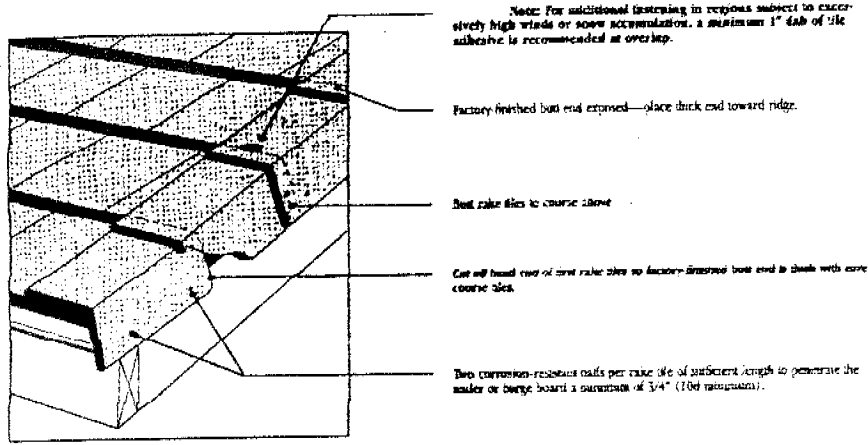 Note: For additional fastening in regions subject to exces-
sively high winds or snow accumulation, a minimum 1" dab of tile
adhesive is recommended at overlap.
Factory-finished butt end exposed—place thick end toward ridge.
Butt rake tiles to course above
Cut off head end of first rake tiles so factory-finished butt end is flush with eave
course tiles.
Two corrosion-resistant nails per rake tile of sufficient length to penetrate the
or barge board a minimum of 3/4" (10d minimum).